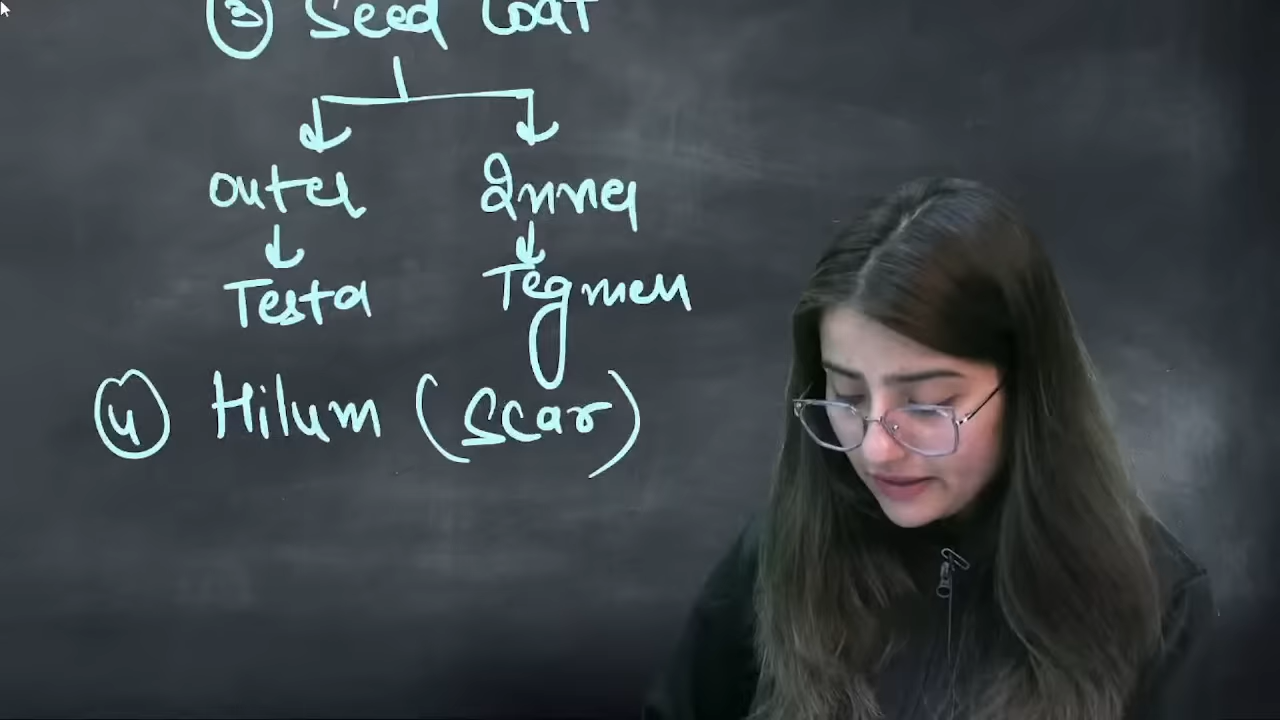 ③ Seed Coat
Outer Inner
Testa Tegmen
④ Hilum (Scar)